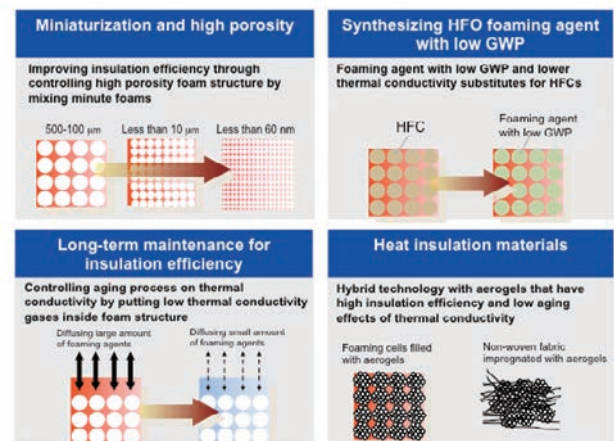 Miniaturization and high porosity
Improving insulation efficiency through
controlling high porosity foam structure by
mixing minute foams
500-100 μm
Less than 10 μm
Less than 60 nm
Synthesizing HFO foaming agent
with low GWP
Foaming agent with low GWP and lower
thermal conductivity substitutes for HFCs
HFC
Foaming agent
with low GWP
Long-term maintenance for
insulation efficiency
Controlling aging process on thermal
conductivity by putting low thermal conductivity
gases inside foam structure
Diffusing large amount
of foaming agents
Diffusing small amount
of foaming agents
Heat insulation materials
Hybrid technology with aerogels that have
high insulation efficiency and low aging
effects of thermal conductivity
Foaming cells filled
with aerogels
Non-woven fabric
impregnated with aerogels